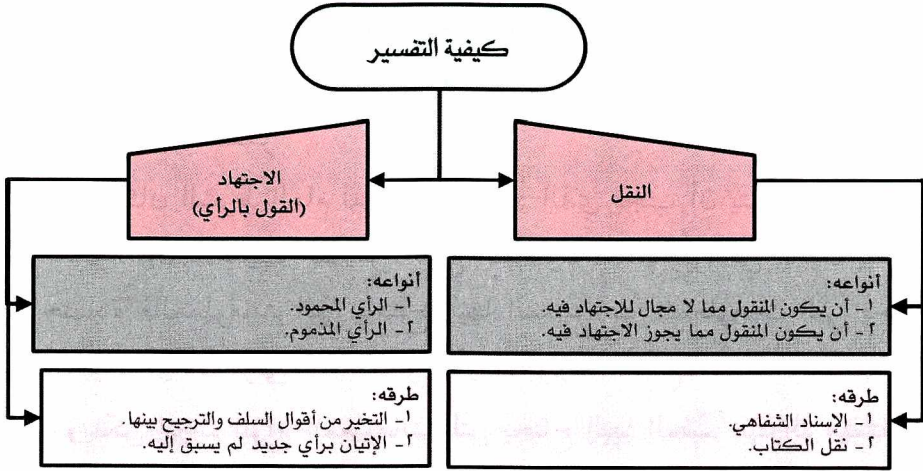 كيفية التفسير
النقل
أنواعه:
١- أن يكون المنقول مما لا مجال للاجتهاد فيه.
٢- أن يكون المنقول مما يجوز الاجتهاد فيه.
طرقه:
١- الإسناد الشفاهي.
٢- نقل الكتاب.
الاجتهاد
(القول بالرأي)
أنواعه:
١- الرأي المحمود.
٢- الرأي المذموم.
طرقه:
١- التخير من أقوال السلف والترجيح بينها.
٢- الإتيان برأي جديد لم يسبق إليه.